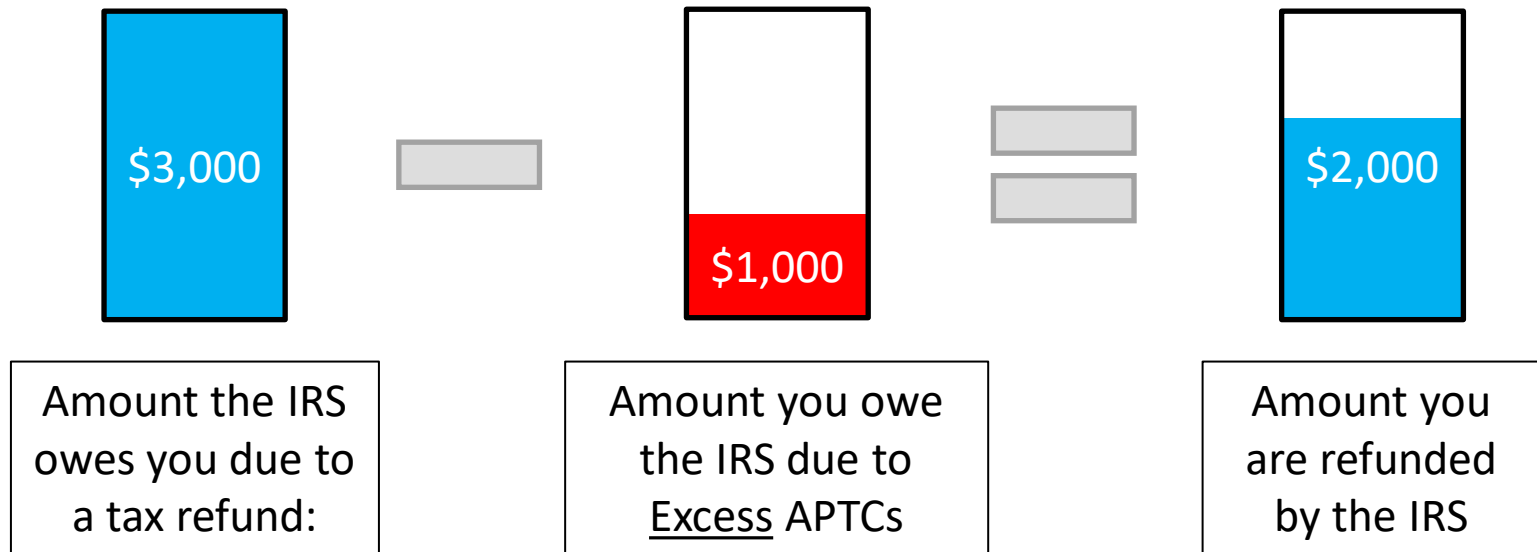 $3,000
$1,000
$2,000
Amount the IRS
owes you due to
a tax refund:
Amount you owe
the IRS due to
Excess APTCs
Amount you
are refunded
by the IRS